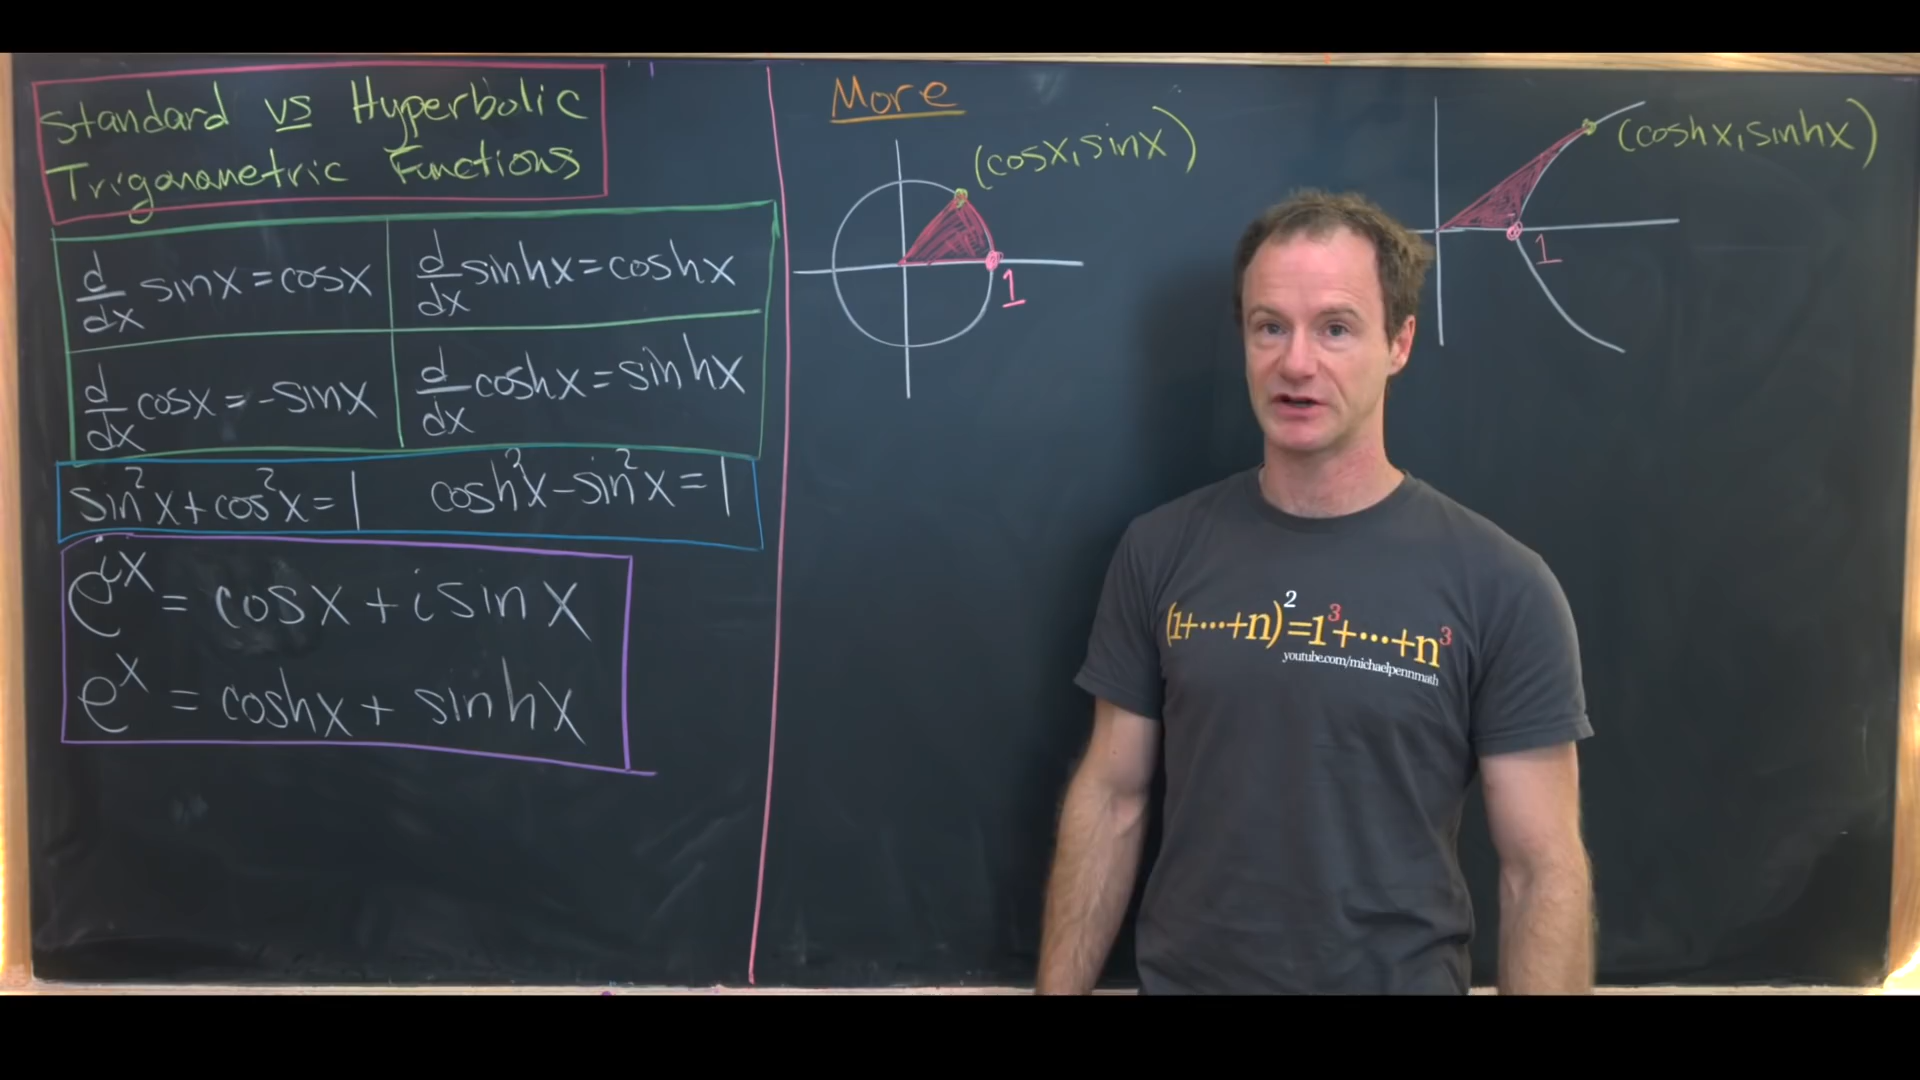 Standard vs Hyperbolic
Trigonometric Functions
d/dx sinx = cosx
d/dx sinhx = coshx
d/dx cosx = -sinx
d/dx coshx = sinhx
sin²x + cos²x = 1
cosh²x - sin²x = 1
e^{ix} = cosx + i sinx
e^x = coshx + sinhx
More
(cosx, sinx)
1
(coshx, sinhx)
1
(1+···+n)²=1³+···+n³
youtube.com/michaelpennmath